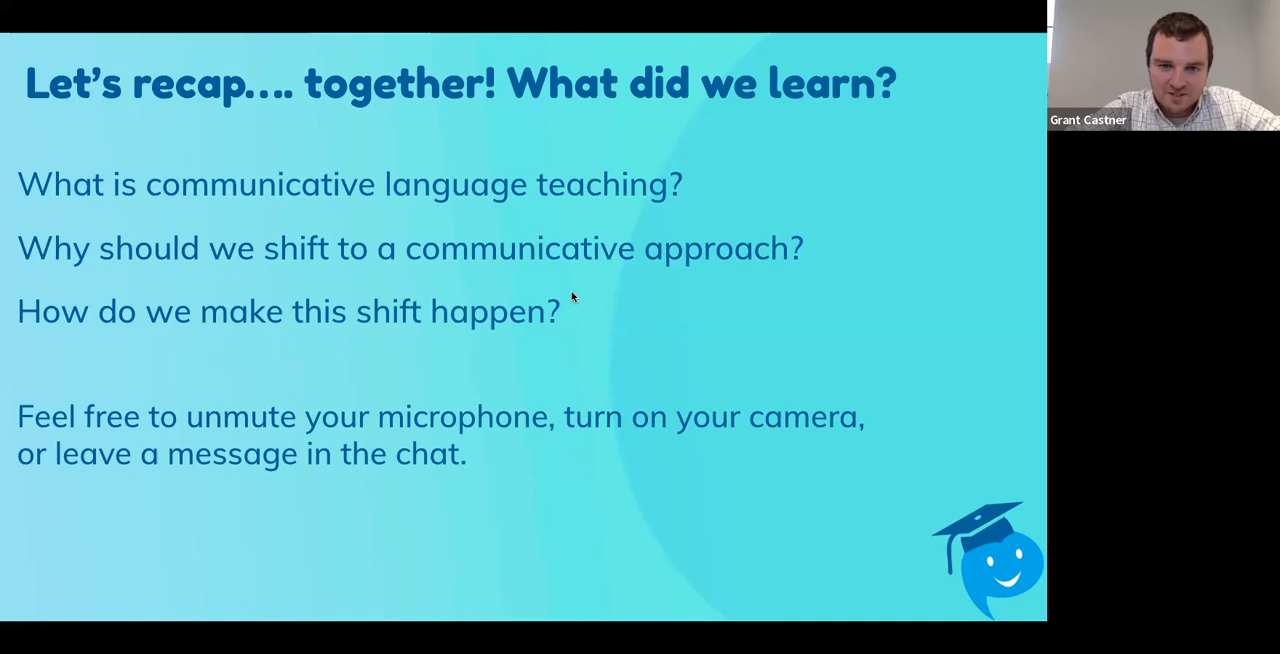 Let's recap.... together! What did we learn?
Grant Castner
What is communicative language teaching?
Why should we shift to a communicative approach?
How do we make this shift happen?
Feel free to unmute your microphone, turn on your camera,
or leave a message in the chat.